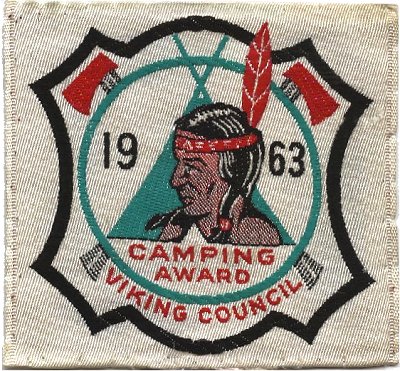 19 63
CAMPING
AWARD
VIKING COUNCIL